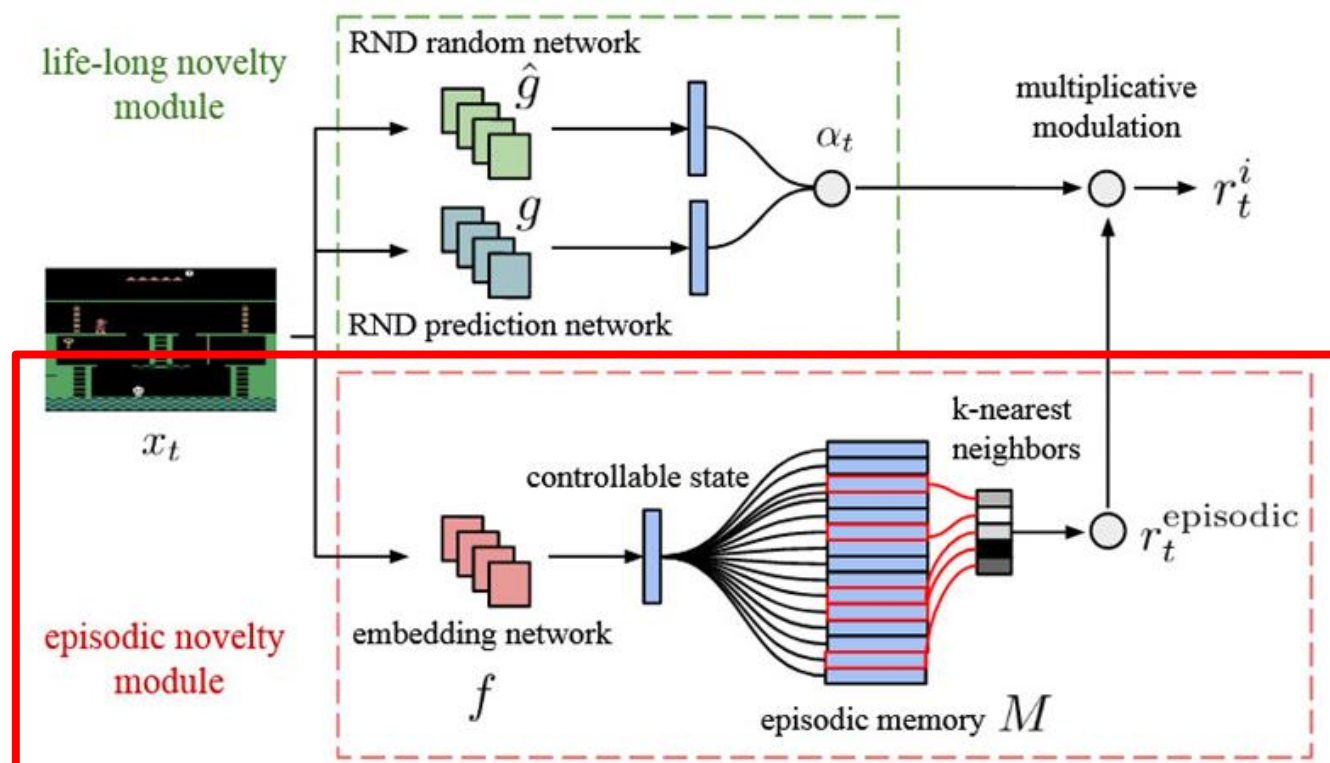 life-long novelty
module
RND random network
ĝ
g
RND prediction network
α_t
multiplicative
modulation
r_t^i
x_t
k-nearest
neighbors
controllable state
r_t^episodic
embedding network
f
episodic memory M
episodic novelty
module